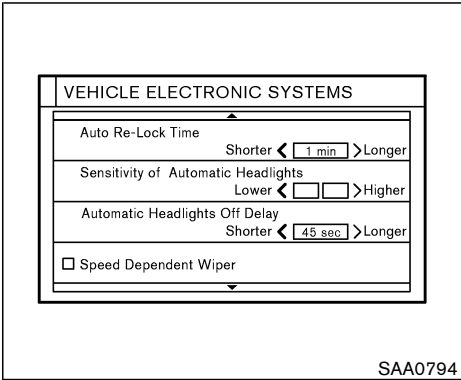 VEHICLE ELECTRONIC SYSTEMS
Auto Re-Lock Time
Shorter 1 min Longer
Sensitivity of Automatic Headlights
Lower Higher
Automatic Headlights Off Delay
Shorter 45 sec Longer
Speed Dependent Wiper
SAA0794